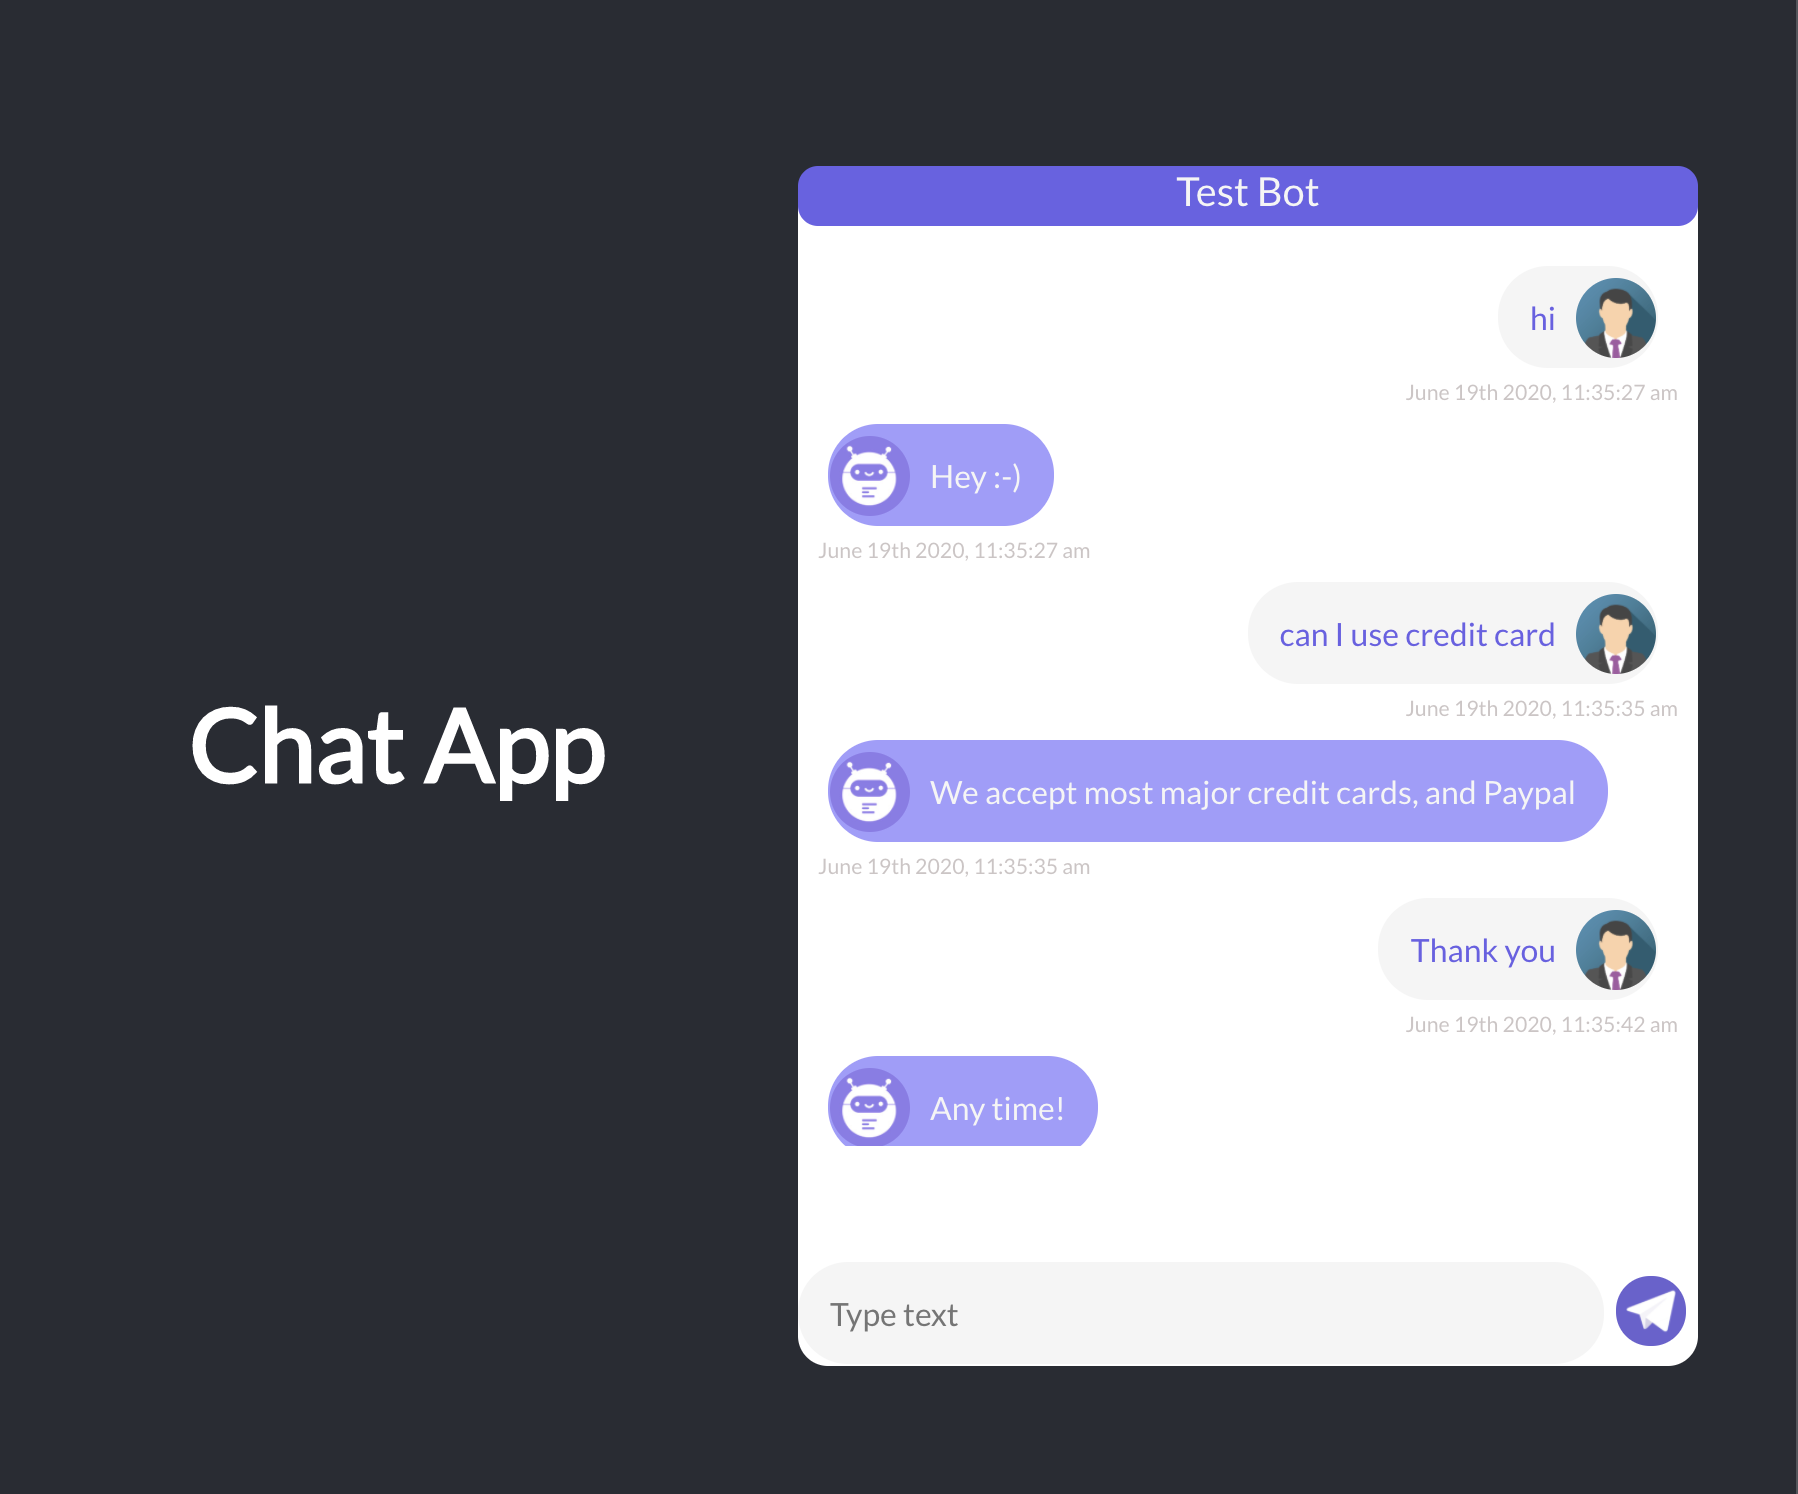 Chat App
Test Bot
hi
June 19th 2020, 11:35:27 am
Hey :-)
June 19th 2020, 11:35:27 am
can I use credit card
June 19th 2020, 11:35:35 am
We accept most major credit cards, and Paypal
June 19th 2020, 11:35:35 am
Thank you
June 19th 2020, 11:35:42 am
Any time!
Type text